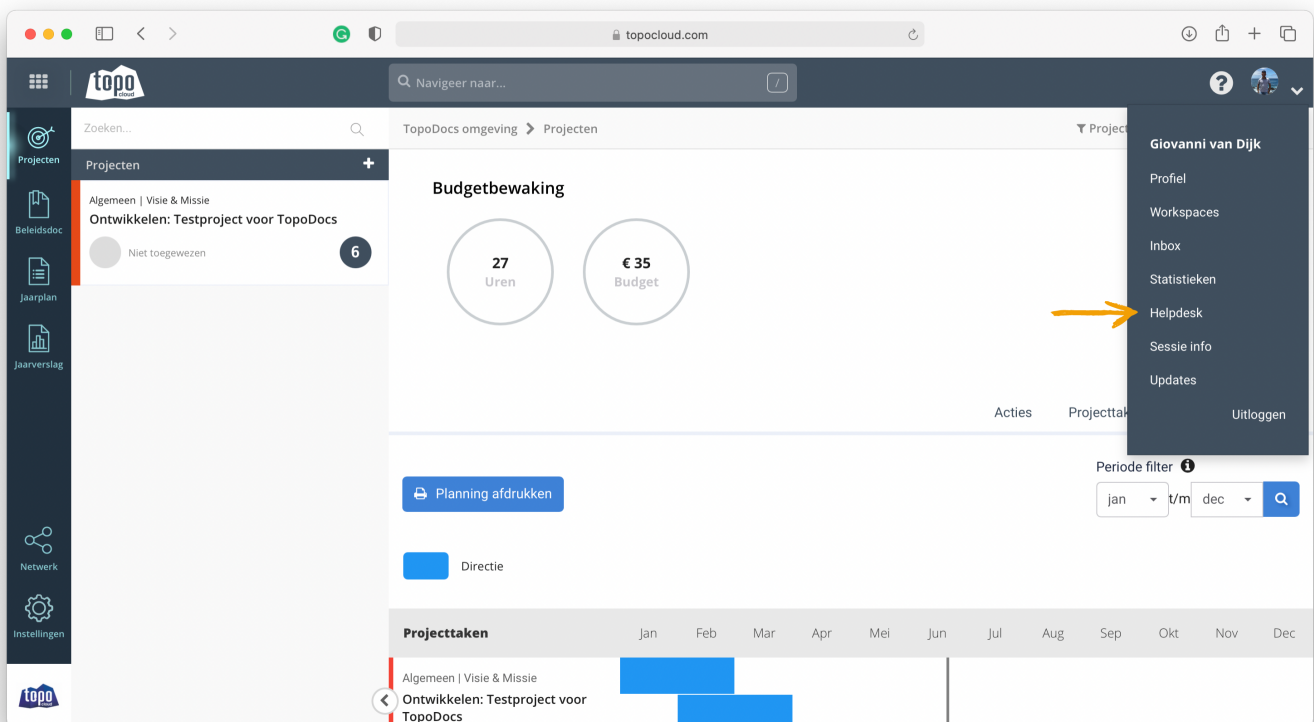 topocloud.com
topo
cloud
Navigeer naar...
/
?
Projecten
Beleidsdoc
Jaarplan
Jaarverslag
Netwerk
Instellingen
topo
cloud
Zoeken...
Projecten
+
Algemeen | Visie & Missie
Ontwikkelen: Testproject voor TopoDocs
Niet toegewezen
6
TopoDocs omgeving > Projecten
Project
Budgetbewaking
27
Uren
€ 35
Budget
Giovanni van Dijk
Profiel
Workspaces
Inbox
Statistieken
Helpdesk
Sessie info
Updates
Uitloggen
Acties
Projecttak
Periode filter
jan
t/m
dec
Planning afdrukken
Directie
Projecttaken Jan Feb Mar Apr Mei Jun Jul Aug Sep Okt Nov Dec
Algemeen | Visie & Missie
Ontwikkelen: Testproject voor
TopoDocs